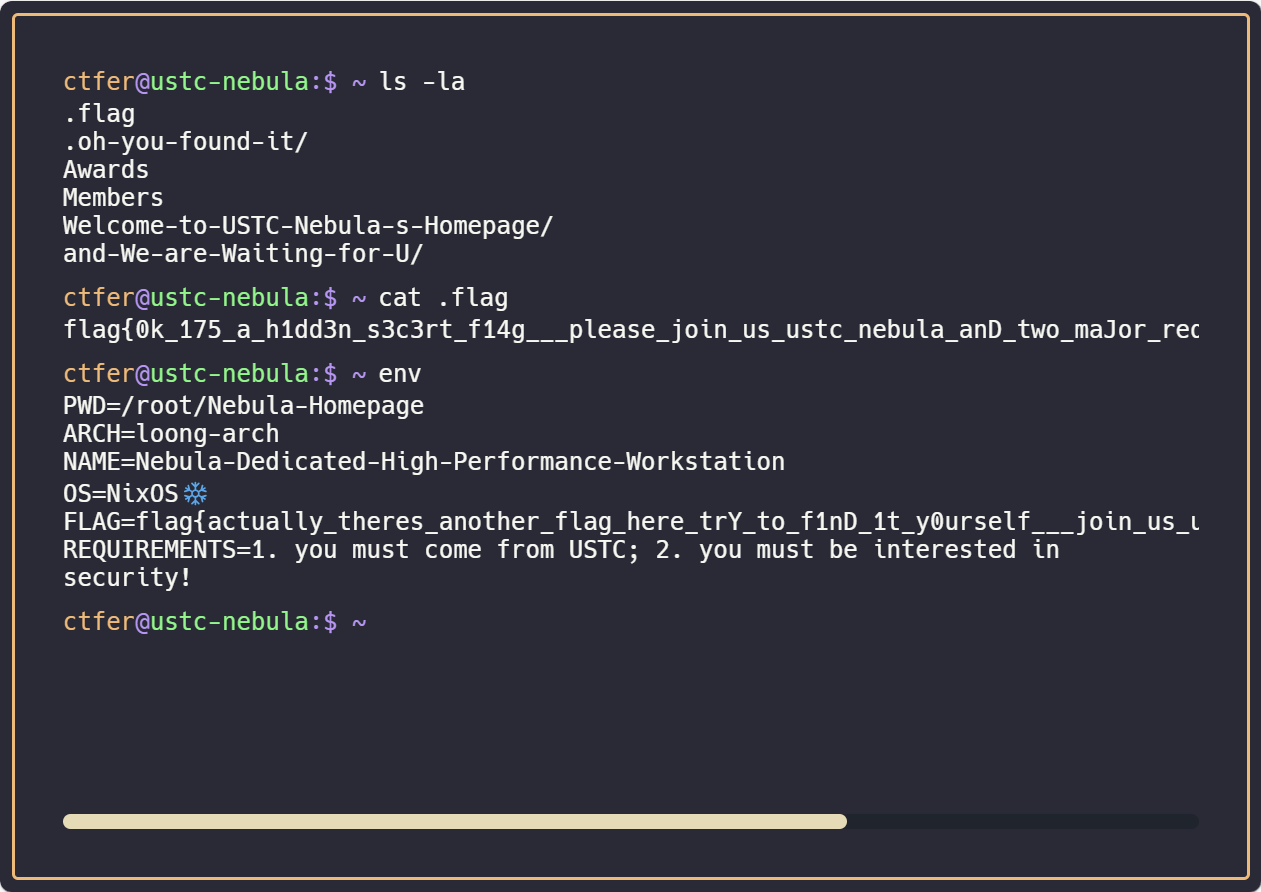 ctfer@ustc-nebula:$ ~ ls -la
.flag
.oh-you-found-it/
Awards
Members
Welcome-to-USTC-Nebula-s-Homepage/
and-We-are-Waiting-for-U/
ctfer@ustc-nebula:$ ~ cat .flag
flag{0k_175_a_h1dd3n_s3c3rt_f14g___please_join_us_ustc_nebula_anD_two_maJor_rec
ctfer@ustc-nebula:$ ~ env
PWD=/root/Nebula-Homepage
ARCH=loong-arch
NAME=Nebula-Dedicated-High-Performance-Workstation
OS=NixOS❄
FLAG=flag{actually_theres_another_flag_here_trY_to_f1nD_1t_y0urself___join_us_u
REQUIREMENTS=1. you must come from USTC; 2. you must be interested in
security!
ctfer@ustc-nebula:$ ~